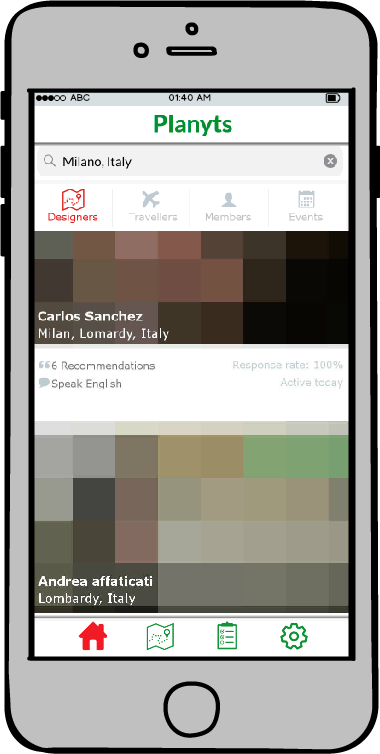 ABC 01:40 AM
Planyts
Milano, Italy
Designers Travellers Members Events
Carlos Sanchez
Milan, Lomardy, Italy
6 Recommendations Response rate: 100%
Speak English Active today
Andrea affaticati
Lombardy, Italy